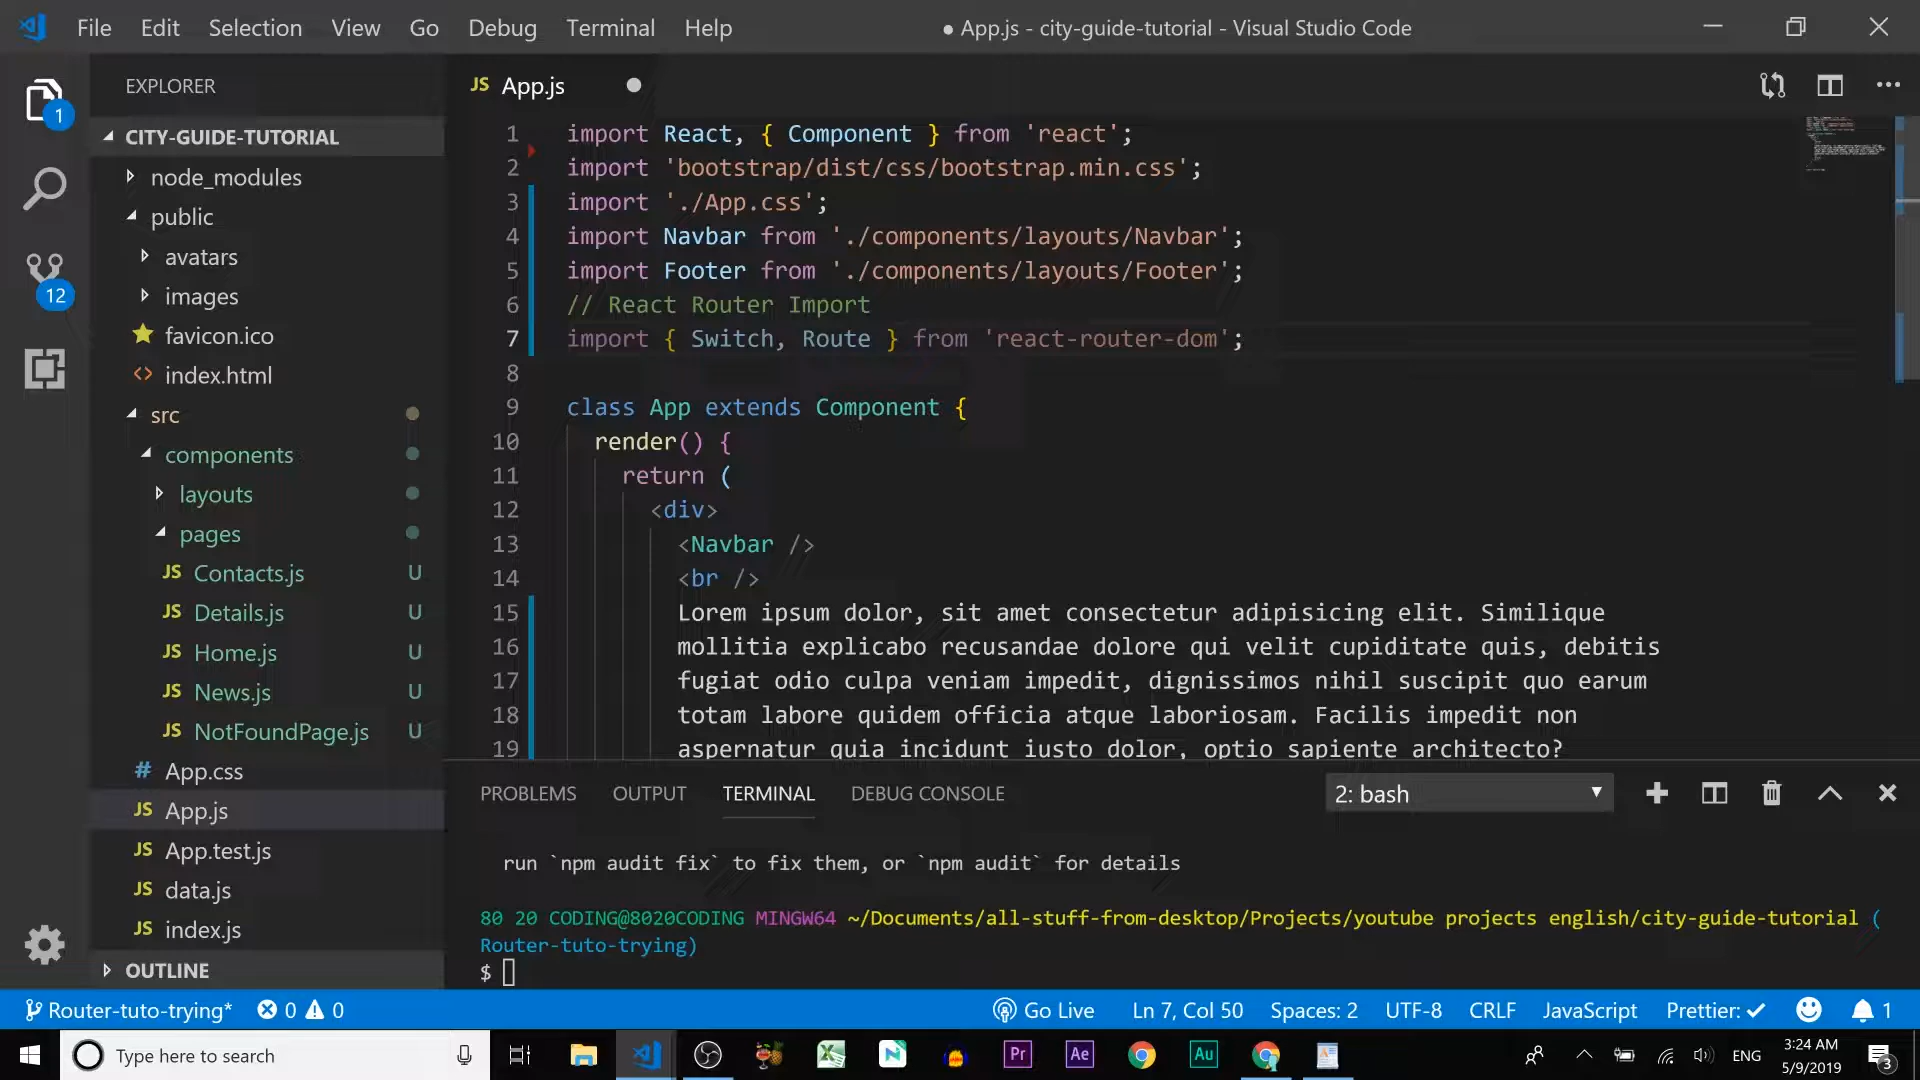 File Edit Selection View Go Debug Terminal Help
● App.js - city-guide-tutorial - Visual Studio Code
EXPLORER
1
12
CITY-GUIDE-TUTORIAL
node_modules
public
avatars
images
favicon.ico
<> index.html
src
components
layouts
pages
JS Contacts.js U
JS Details.js U
JS Home.js U
JS News.js U
JS NotFoundPage.js U
# App.css
JS App.js
JS App.test.js
JS data.js
JS index.js
OUTLINE
JS App.js
1 import React, { Component } from 'react';
2 import 'bootstrap/dist/css/bootstrap.min.css';
3 import './App.css';
4 import Navbar from './components/layouts/Navbar';
5 import Footer from './components/layouts/Footer';
6 // React Router Import
7 import { Switch, Route } from 'react-router-dom';
8
9 class App extends Component {
10 render() {
11 return (
12 <div>
13 <Navbar />
14 <br />
15 Lorem ipsum dolor, sit amet consectetur adipisicing elit. Similique
16 mollitia explicabo recusandae dolore qui velit cupiditate quis, debitis
17 fugiat odio culpa veniam impedit, dignissimos nihil suscipit quo earum
18 totam labore quidem officia atque laboriosam. Facilis impedit non
19 aspernatur quia incidunt iusto dolor, optio sapiente architecto?
PROBLEMS OUTPUT TERMINAL DEBUG CONSOLE
2: bash
run `npm audit fix` to fix them, or `npm audit` for details
80 20 CODING@8020CODING MINGW64 ~/Documents/all-stuff-from-desktop/Projects/youtube projects english/city-guide-tutorial (
Router-tuto-trying)
$
Router-tuto-trying* 0 0
Go Live Ln 7, Col 50 Spaces: 2 UTF-8 CRLF JavaScript Prettier: ✓ 1
Type here to search
Pr Ae Au
ENG
3:24 AM
5/9/2019
3